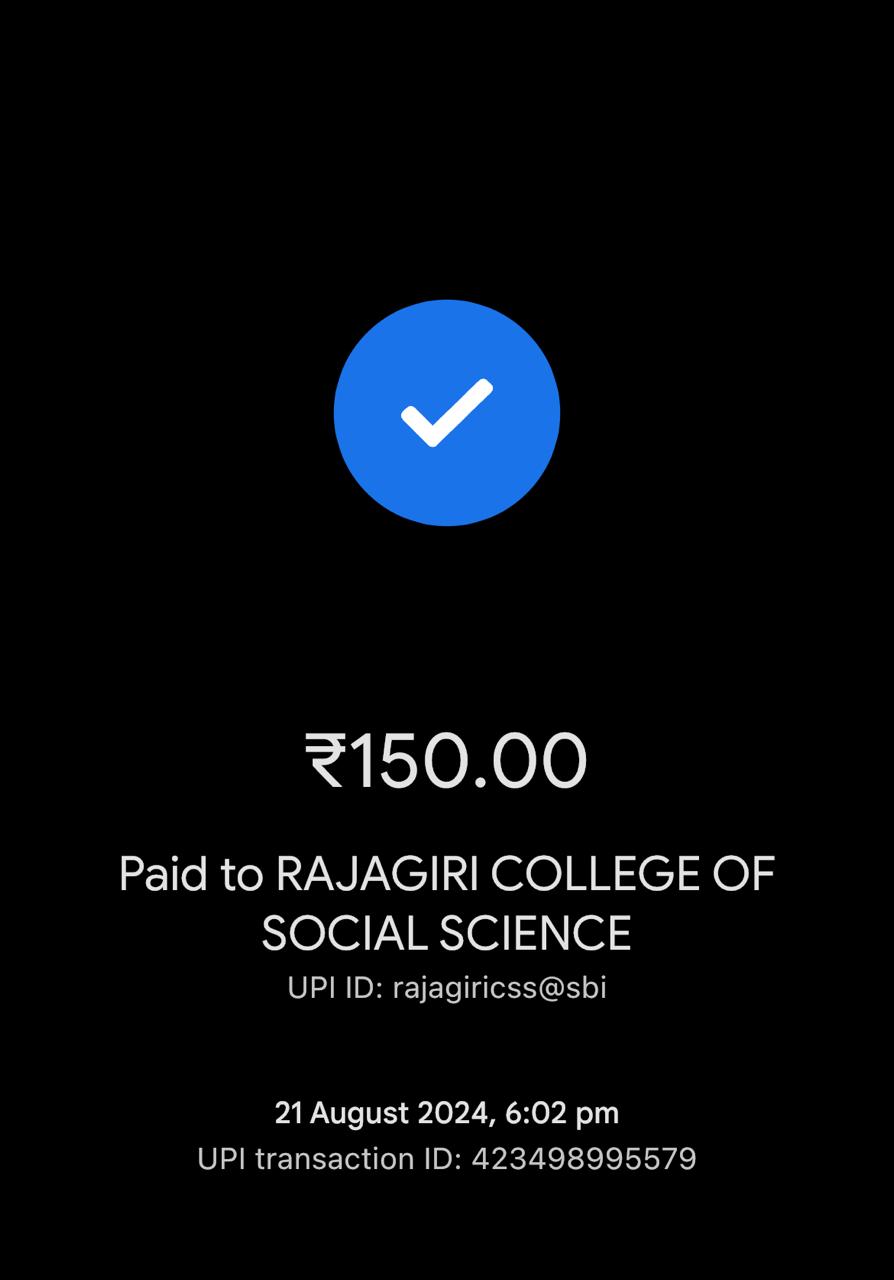 ₹150.00
Paid to RAJAGIRI COLLEGE OF
SOCIAL SCIENCE
UPI ID: rajagiricss@sbi
21 August 2024, 6:02 pm
UPI transaction ID: 423498995579